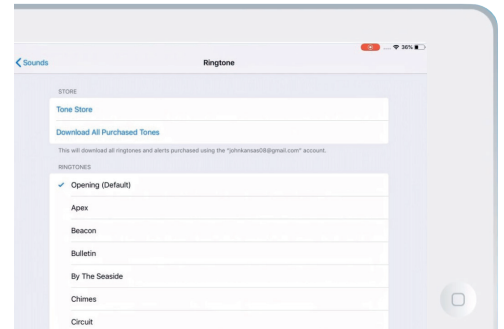 36%
Sounds
Ringtone
STORE
Tone Store
Download All Purchased Tones
This will download all ringtones and alerts purchased using the "johnkansas08@gmail.com" account.
RINGTONES
Opening (Default)
Apex
Beacon
Bulletin
By The Seaside
Chimes
Circuit